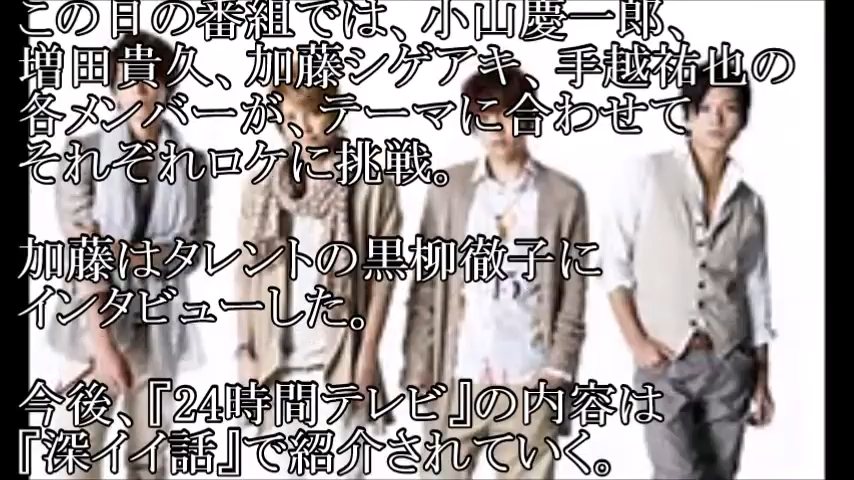 この日の番組では、小山慶一郎、
増田貴久、加藤シゲアキ、手越祐也の
各メンバーが、テーマに合わせて
それぞれロケに挑戦。
加藤はタレントの黒柳徹子に
インタビューした。
今後、『24時間テレビ』の内容は
『深イイ話』で紹介されていく。